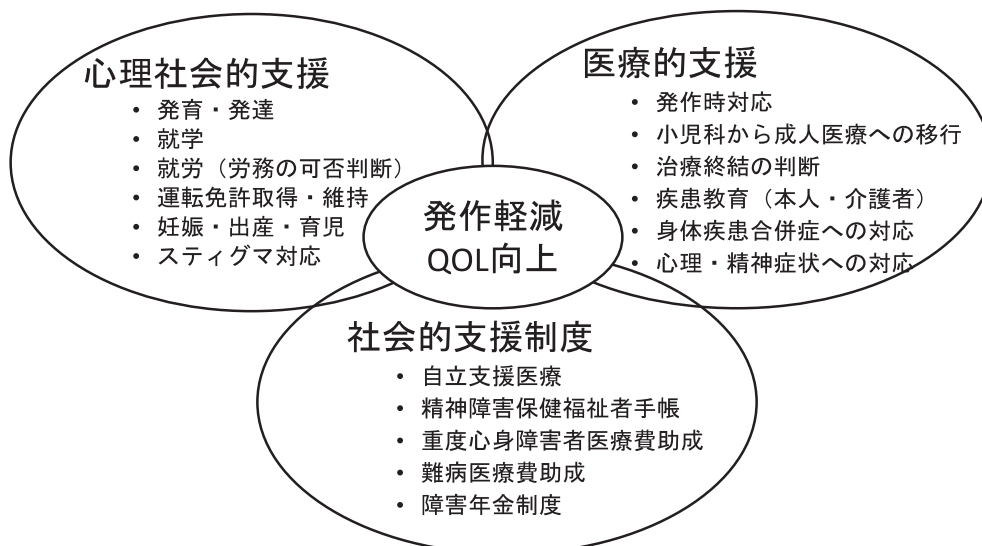 心理社会的支援
• 発育・発達
• 就学
• 就労（労務の可否判断）
• 運転免許取得・維持
• 妊娠・出産・育児
• スティグマ対応
医療的支援
• 発作時対応
• 小児科から成人医療への移行
• 治療終結の判断
• 疾患教育（本人・介護者）
• 身体疾患合併症への対応
• 心理・精神症状への対応
発作軽減
QOL向上
社会的支援制度
• 自立支援医療
• 精神障害保健福祉者手帳
• 重度心身障害者医療費助成
• 難病医療費助成
• 障害年金制度